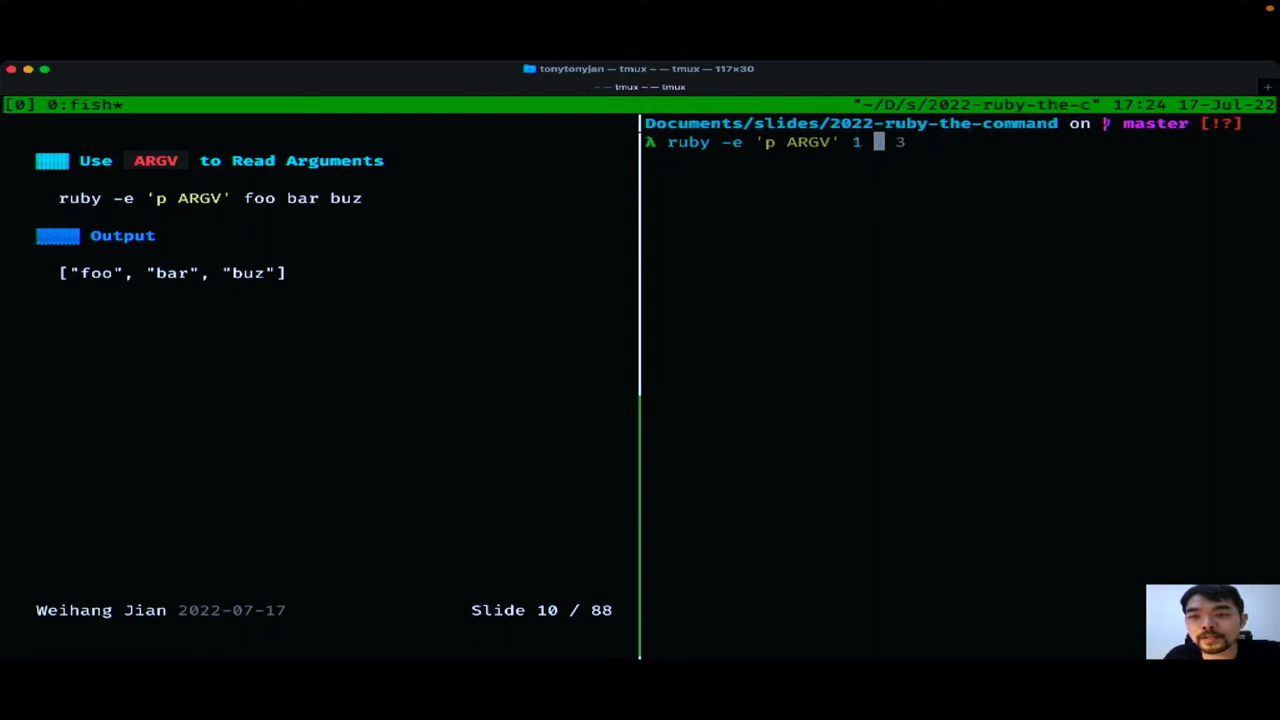 tonytonyjan — tmux – – tmux — 117×30
– – tmux – – tmux
[0] 0:fish*
"~/D/s/2022-ruby-the-c" 17:24 17-Jul-22
Use ARGV to Read Arguments
ruby -e 'p ARGV' foo bar buz
Output
["foo", "bar", "buz"]
Weihang Jian 2022-07-17
Slide 10 / 88
Documents/slides/2022-ruby-the-command on master [!?]
λ ruby -e 'p ARGV' 1 3